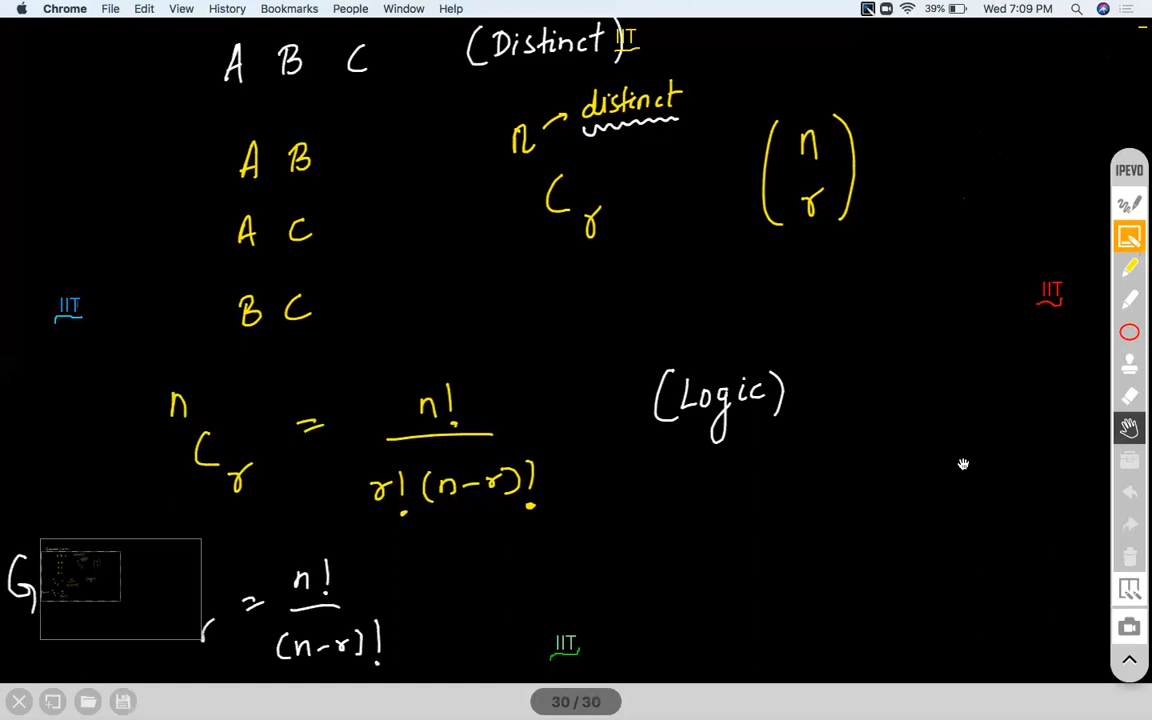 Chrome File Edit View History Bookmarks People Window Help 39% Wed 7:09 PM
A B C (Distinct) IIT
n → distinct
C r
( n r )
A B
A C
B C
IIT
IIT
IPEVO
n C r = n! / r! (n-r)!
(Logic)
G
r = n! / (n-r)!
IIT
30 / 30